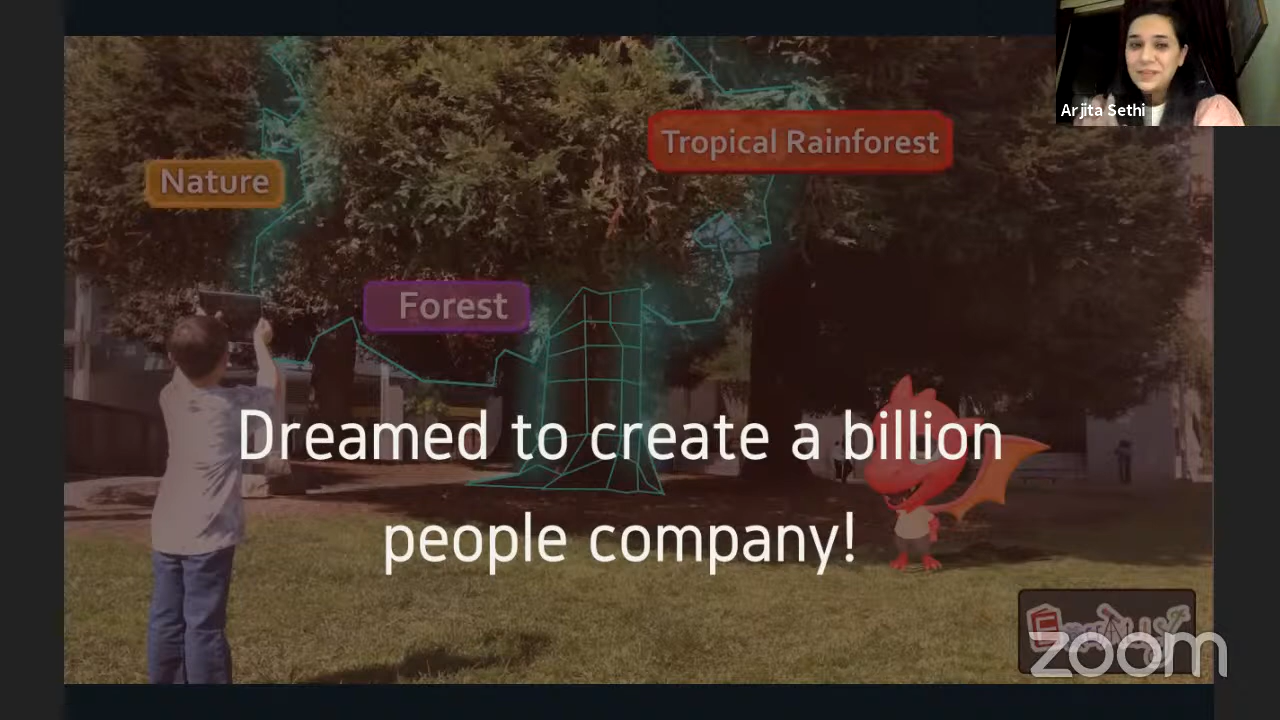 Arjita Sethi
Tropical Rainforest
Nature
Forest
Dreamed to create a billion
people company!
zoom